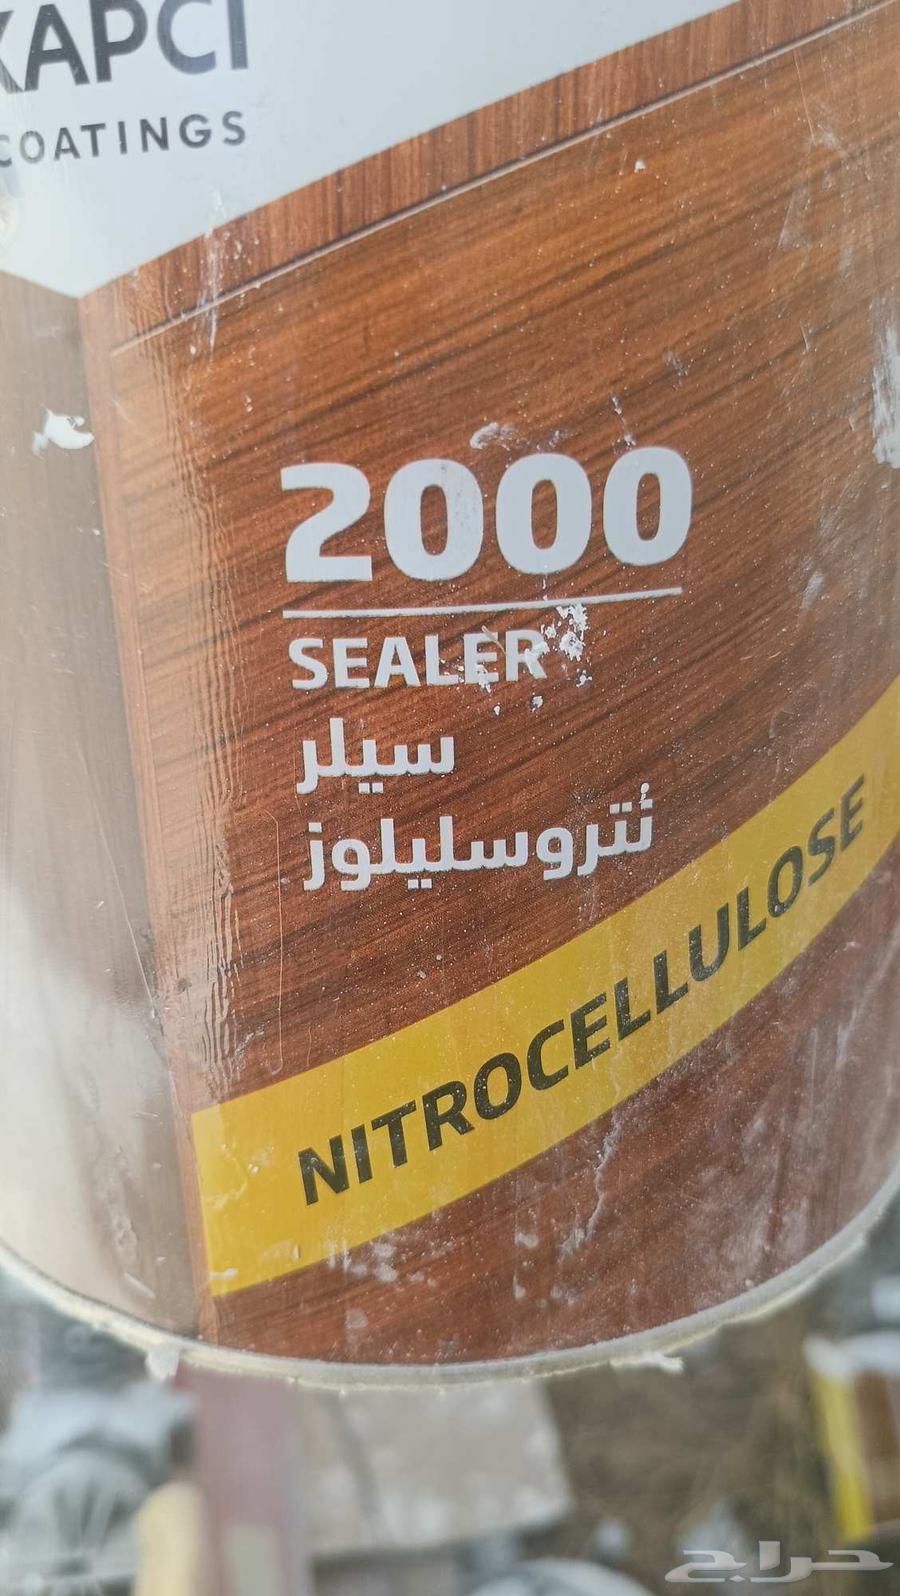 KAPCI
COATINGS
2000
SEALER
سيلر
نتروسليلوز
NITROCELLULOSE
حراج